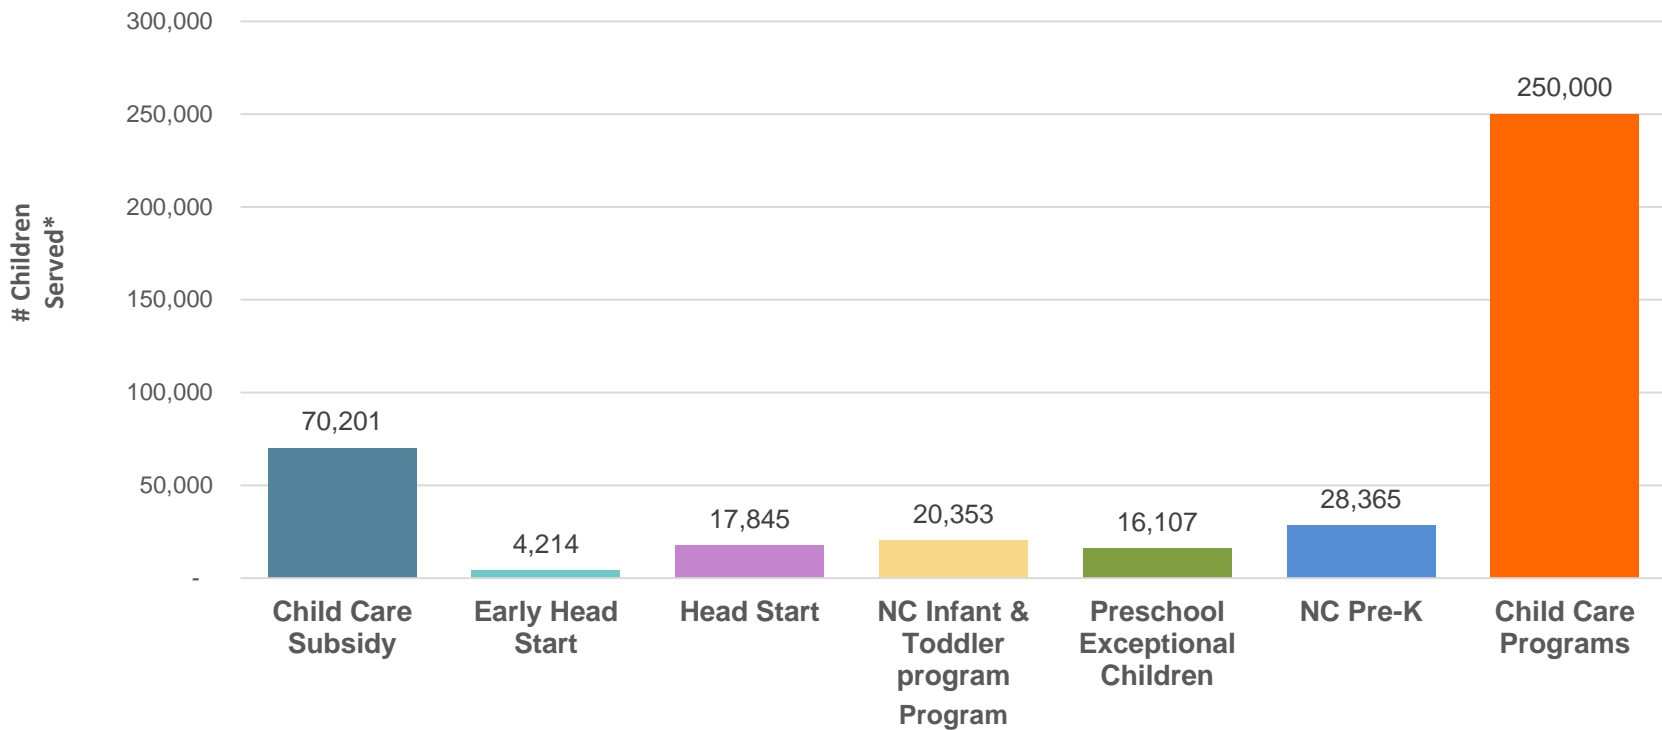 300,000
250,000
200,000
150,000
100,000
50,000
-
# Children
Served*
70,201
4,214
17,845
20,353
16,107
28,365
250,000
Child Care
Subsidy
Early Head
Start
Head Start
NC Infant &
Toddler
program
Preschool
Exceptional
Children
NC Pre-K
Child Care
Programs
Program